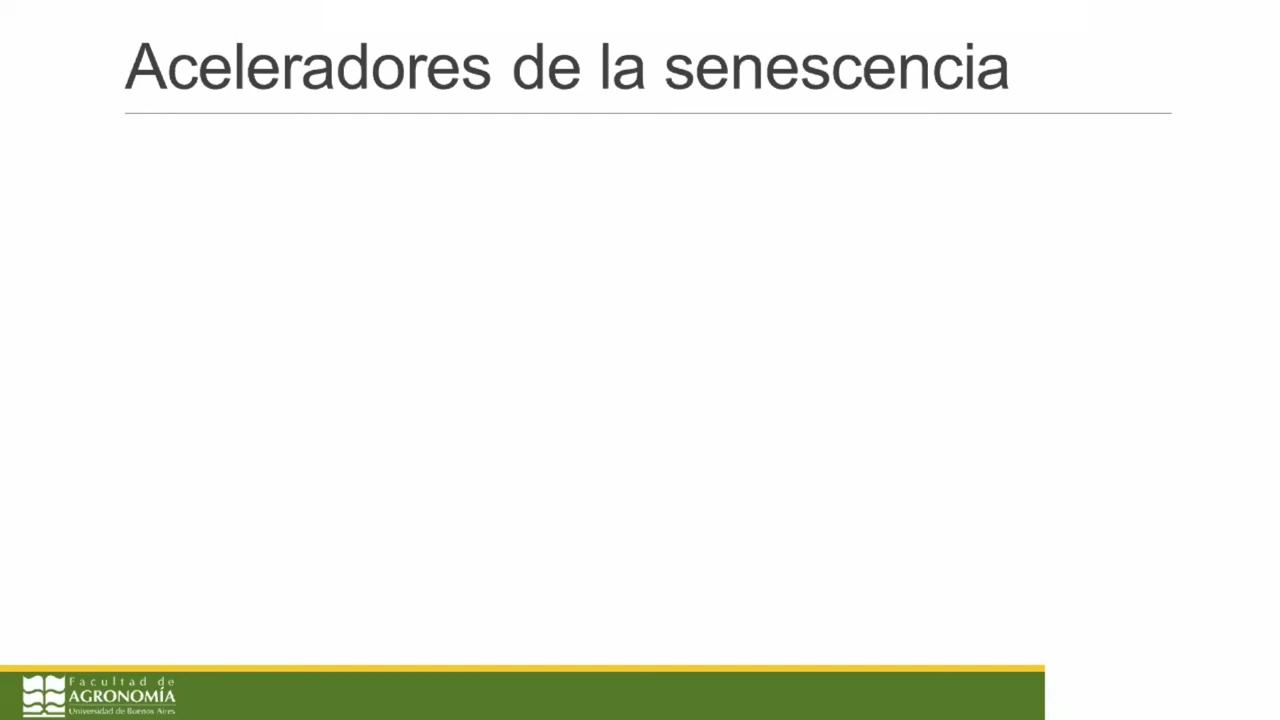 Aceleradores de la senescencia
Facultad de
AGRONOMÍA
Universidad de Buenos Aires